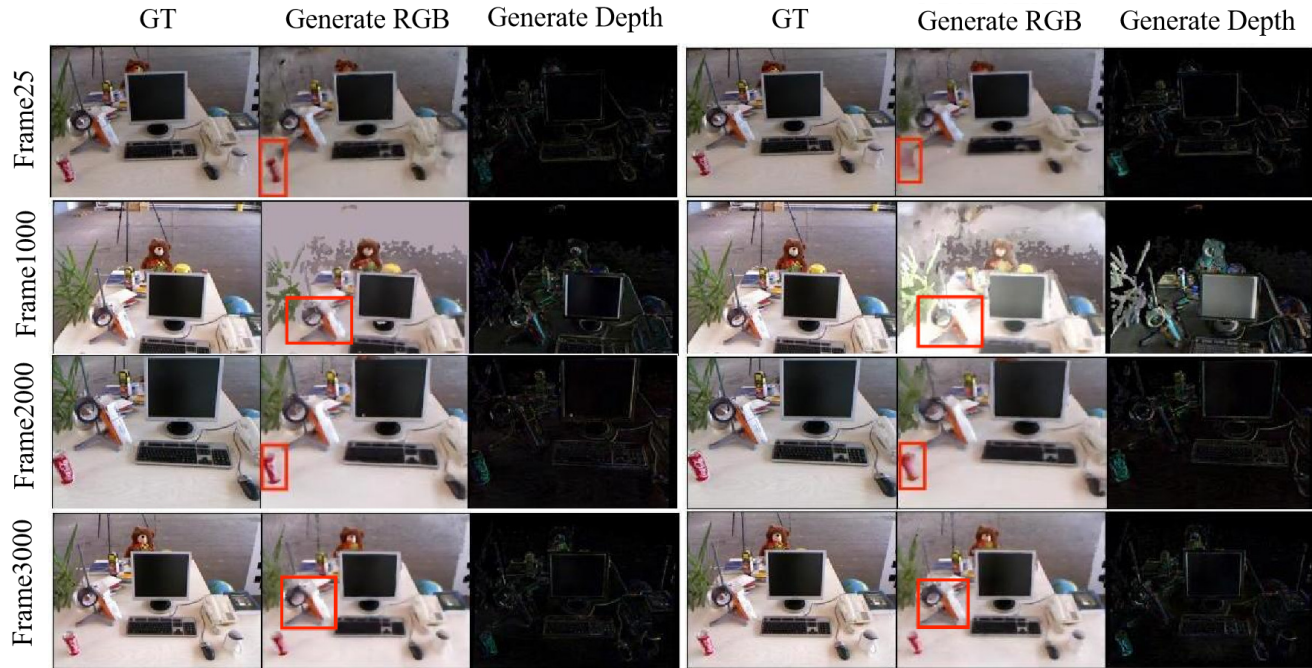 GT Generate RGB Generate Depth GT Generate RGB Generate Depth
Frame25
Frame1000
Frame2000
Frame3000